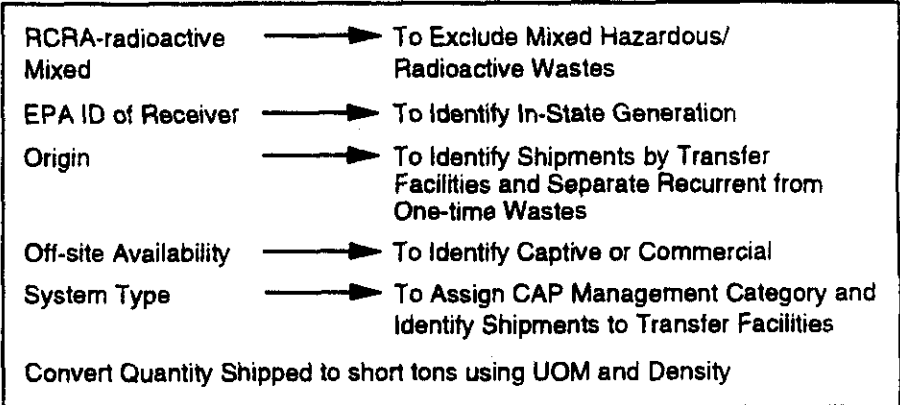 RCRA-radioactive To Exclude Mixed Hazardous/
Mixed Radioactive Wastes
EPA ID of Receiver To Identify In-State Generation
Origin To Identify Shipments by Transfer
Facilities and Separate Recurrent from
One-time Wastes
Off-site Availability To Identify Captive or Commercial
System Type To Assign CAP Management Category and
Identify Shipments to Transfer Facilities
Convert Quantity Shipped to short tons using UOM and Density